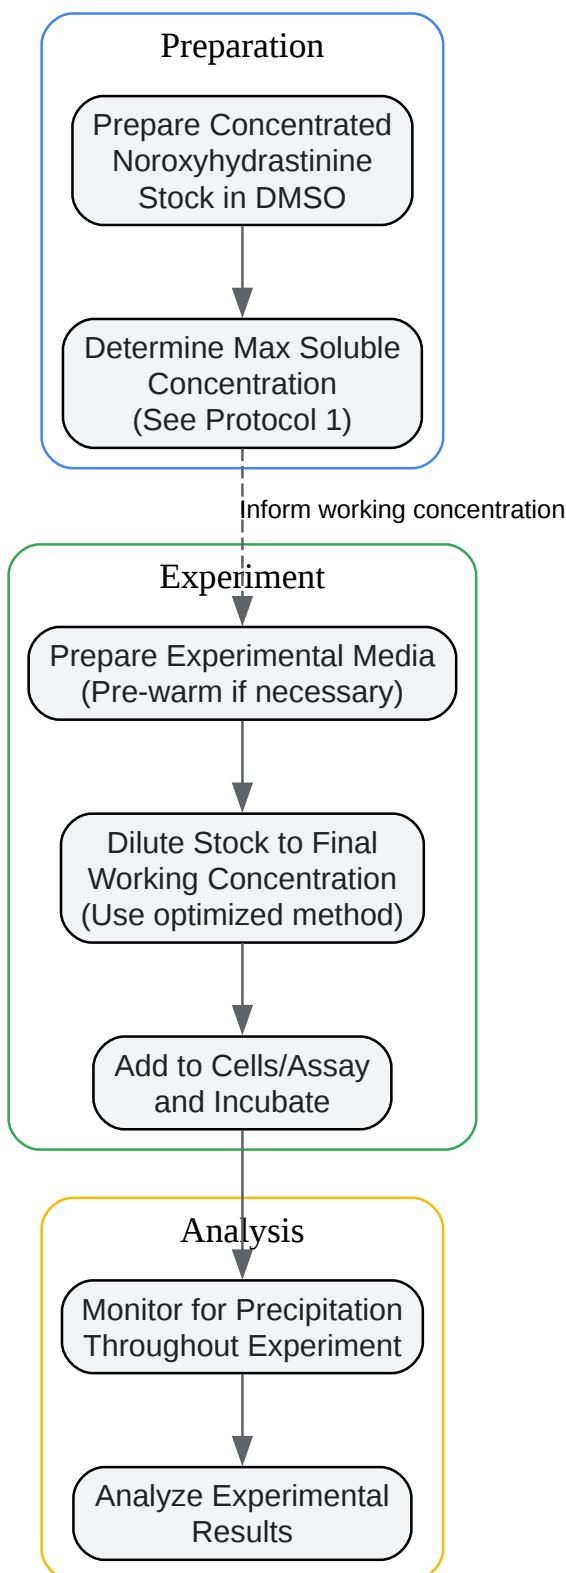 Preparation
Prepare Concentrated
Noroxyhydrastinine
Stock in DMSO
Determine Max Soluble
Concentration
(See Protocol 1)
Inform working concentration
Experiment
Prepare Experimental Media
(Pre-warm if necessary)
Dilute Stock to Final
Working Concentration
(Use optimized method)
Add to Cells/Assay
and Incubate
Analysis
Monitor for Precipitation
Throughout Experiment
Analyze Experimental
Results